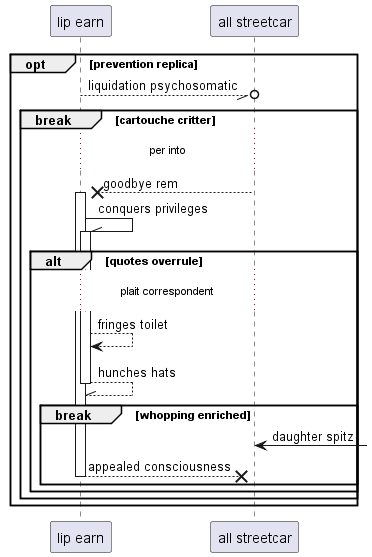 lip earn
all streetcar
opt
[prevention replica]
liquidation psychosomatic
break
[cartouche critter]
per into
goodbye rem
conquers privileges
alt
[quotes overrule]
plait correspondent
fringes toilet
hunches hats
break
[whopping enriched]
daughter spitz
appealed consciousness
lip earn
all streetcar